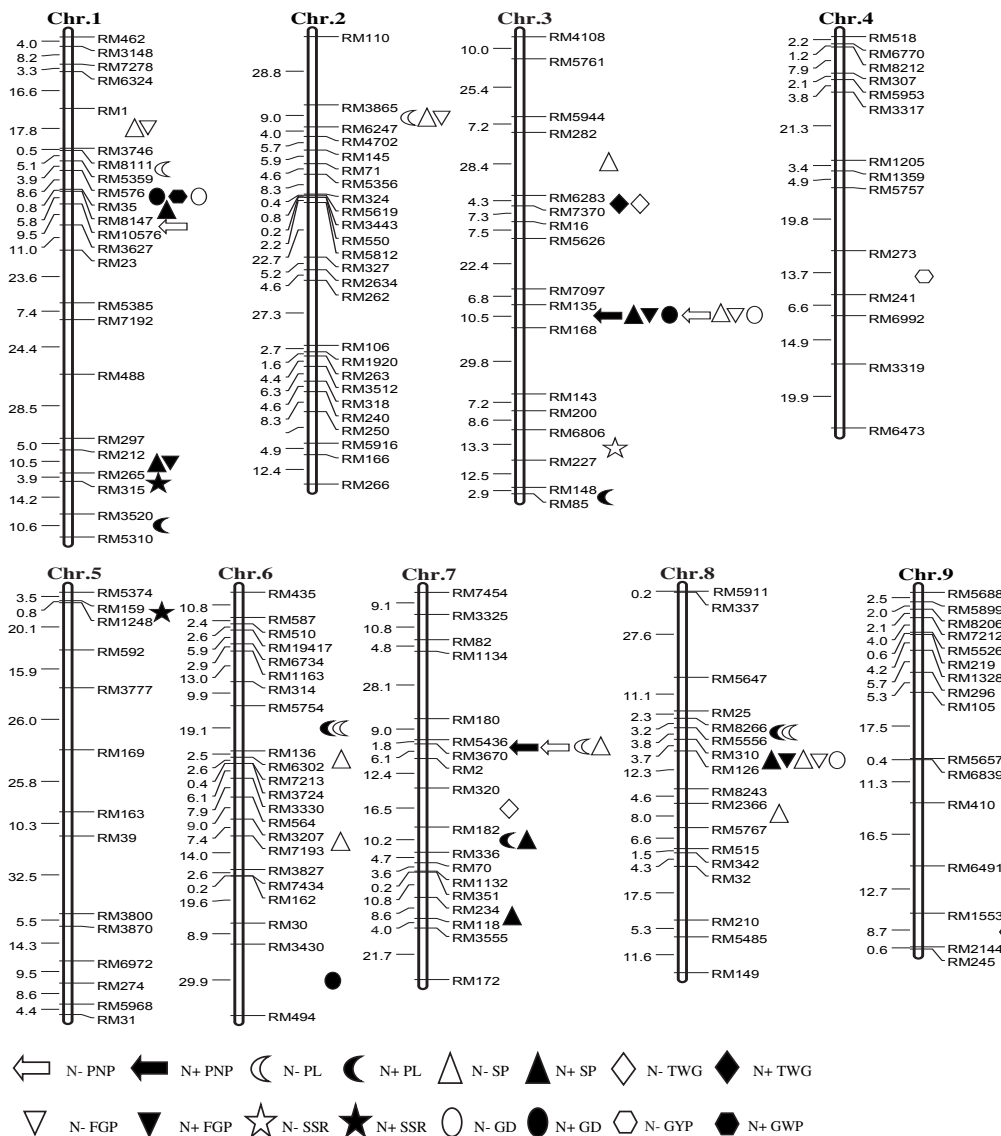 Chr.1
Chr.2
Chr.3
Chr.4
4.0
8.2
3.3
16.6
17.8
0.5
5.1
3.9
8.6
0.8
5.8
9.5
11.0
23.6
7.4
24.4
28.5
5.0
10.5
3.9
14.2
10.6
RM462
RM3148
RM7278
RM6324
RM1
RM3746
RM8111
RM5359
RM576
RM35
RM8147
RM10576
RM3627
RM23
RM5385
RM7192
RM488
RM297
RM212
RM265
RM315
RM3520
RM5310
28.8
9.0
4.0
5.7
5.9
4.6
8.3
0.4
0.8
0.2
2.2
22.7
5.2
4.6
27.3
2.7
1.6
4.4
6.3
4.6
8.3
4.9
12.4
RM110
RM3865
RM6247
RM4702
RM145
RM71
RM5356
RM324
RM5619
RM3443
RM550
RM5812
RM327
RM2634
RM262
RM106
RM1920
RM263
RM3512
RM318
RM240
RM250
RM5916
RM166
RM266
10.0
25.4
7.2
28.4
4.3
7.3
7.5
22.4
6.8
10.5
29.8
7.2
8.6
13.3
12.5
2.9
RM4108
RM5761
RM5944
RM282
RM6283
RM7370
RM16
RM5626
RM7097
RM135
RM168
RM143
RM200
RM6806
RM227
RM148
RM85
2.2
1.2
7.9
2.1
3.8
21.3
3.4
4.9
19.8
13.7
6.6
14.9
19.9
RM518
RM6770
RM8212
RM307
RM5953
RM3317
RM1205
RM1359
RM5757
RM273
RM241
RM6992
RM3319
RM6473
Chr.5
Chr.6
Chr.7
Chr.8
Chr.9
3.5
0.8
20.1
15.9
26.0
25.8
10.3
32.5
5.5
14.3
9.5
8.6
4.4
RM5374
RM159
RM1248
RM592
RM3777
RM169
RM163
RM39
RM3800
RM3870
RM6972
RM274
RM5968
RM31
10.8
2.4
2.6
5.9
2.9
13.0
9.9
19.1
2.5
2.6
0.4
6.1
7.9
9.0
7.4
14.0
2.6
0.2
19.6
8.9
29.9
RM435
RM587
RM510
RM19417
RM6734
RM1163
RM314
RM5754
RM136
RM6302
RM7213
RM3724
RM3330
RM564
RM3207
RM7193
RM3827
RM7434
RM162
RM30
RM3430
RM494
9.1
10.8
4.8
28.1
9.0
1.8
6.1
12.4
16.5
10.2
4.7
3.6
0.2
10.8
8.6
4.0
21.7
RM7454
RM3325
RM82
RM1134
RM180
RM5436
RM3670
RM2
RM320
RM182
RM336
RM70
RM1132
RM351
RM234
RM118
RM3555
RM172
0.2
27.6
11.1
2.3
3.2
3.8
3.7
12.3
4.6
8.0
6.6
1.5
4.3
17.5
5.3
11.6
RM5911
RM337
RM5647
RM25
RM8266
RM5556
RM310
RM126
RM8243
RM2366
RM5767
RM515
RM342
RM32
RM210
RM5485
RM149
2.5
2.0
2.1
4.0
0.6
4.2
5.7
5.3
17.5
0.4
11.3
16.5
12.7
8.7
0.6
RM5688
RM5899
RM8206
RM7212
RM5526
RM219
RM1328
RM296
RM105
RM5657
RM6839
RM410
RM6491
RM1553
RM2144
RM245
N- PNP N+ PNP N- PL N+ PL N- SP N+ SP N- TWG N+ TWG
N- FGP N+ FGP N- SSR N+ SSR N- GD N+ GD N- GYP N+ GWP